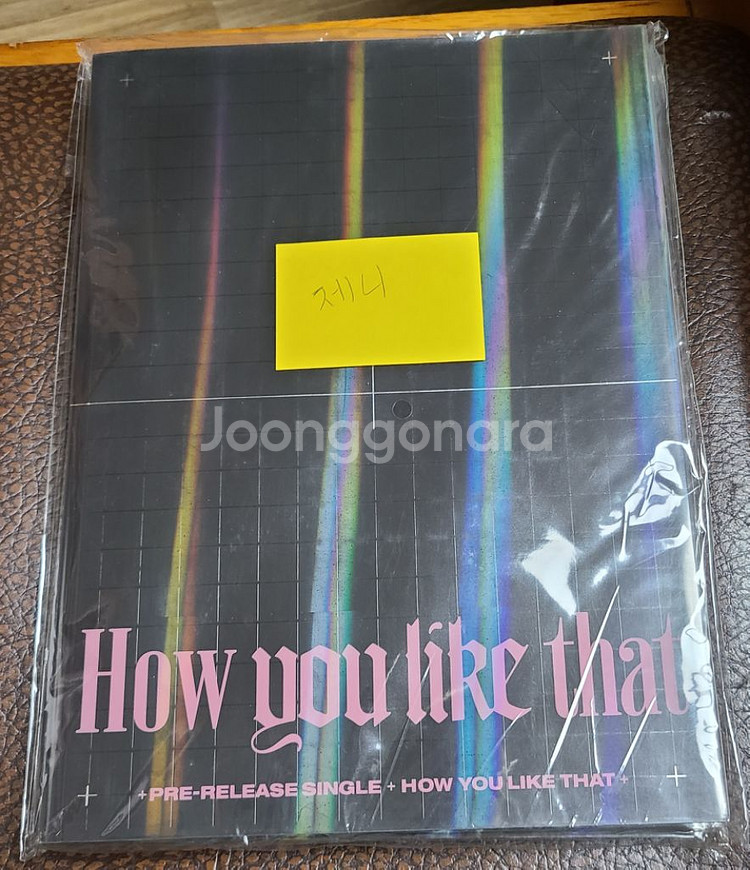 제니
Joonggonara
How you like that
+PRE-RELEASE SINGLE + HOW YOU LIKE THAT +